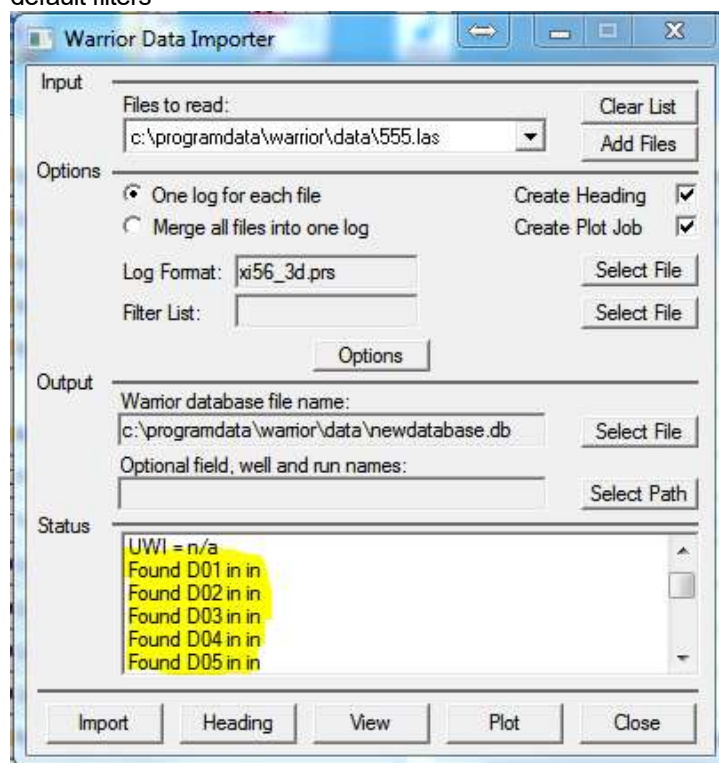 default filters
Warrior Data Importer
Input
Files to read:
Clear List
c:\programdata\warrior\data\555.las
Add Files
Options
One log for each file
Create Heading
Merge all files into one log
Create Plot Job
Log Format: xi56_3d.prs
Select File
Filter List:
Select File
Options
Output
Warrior database file name:
c:\programdata\warrior\data\newdatabase.db
Select File
Optional field, well and run names:
Select Path
Status
UWI = n/a
Found D01 in in
Found D02 in in
Found D03 in in
Found D04 in in
Found D05 in in
Import Heading View Plot Close